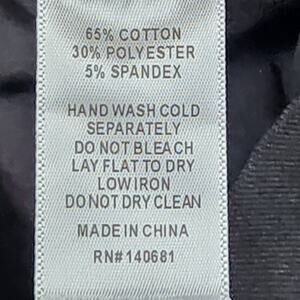 65% COTTON
30% POLYESTER
5% SPANDEX
HAND WASH COLD
SEPARATELY
DO NOT BLEACH
LAY FLAT TO DRY
LOW IRON
DO NOT DRY CLEAN
MADE IN CHINA
RN# 140681